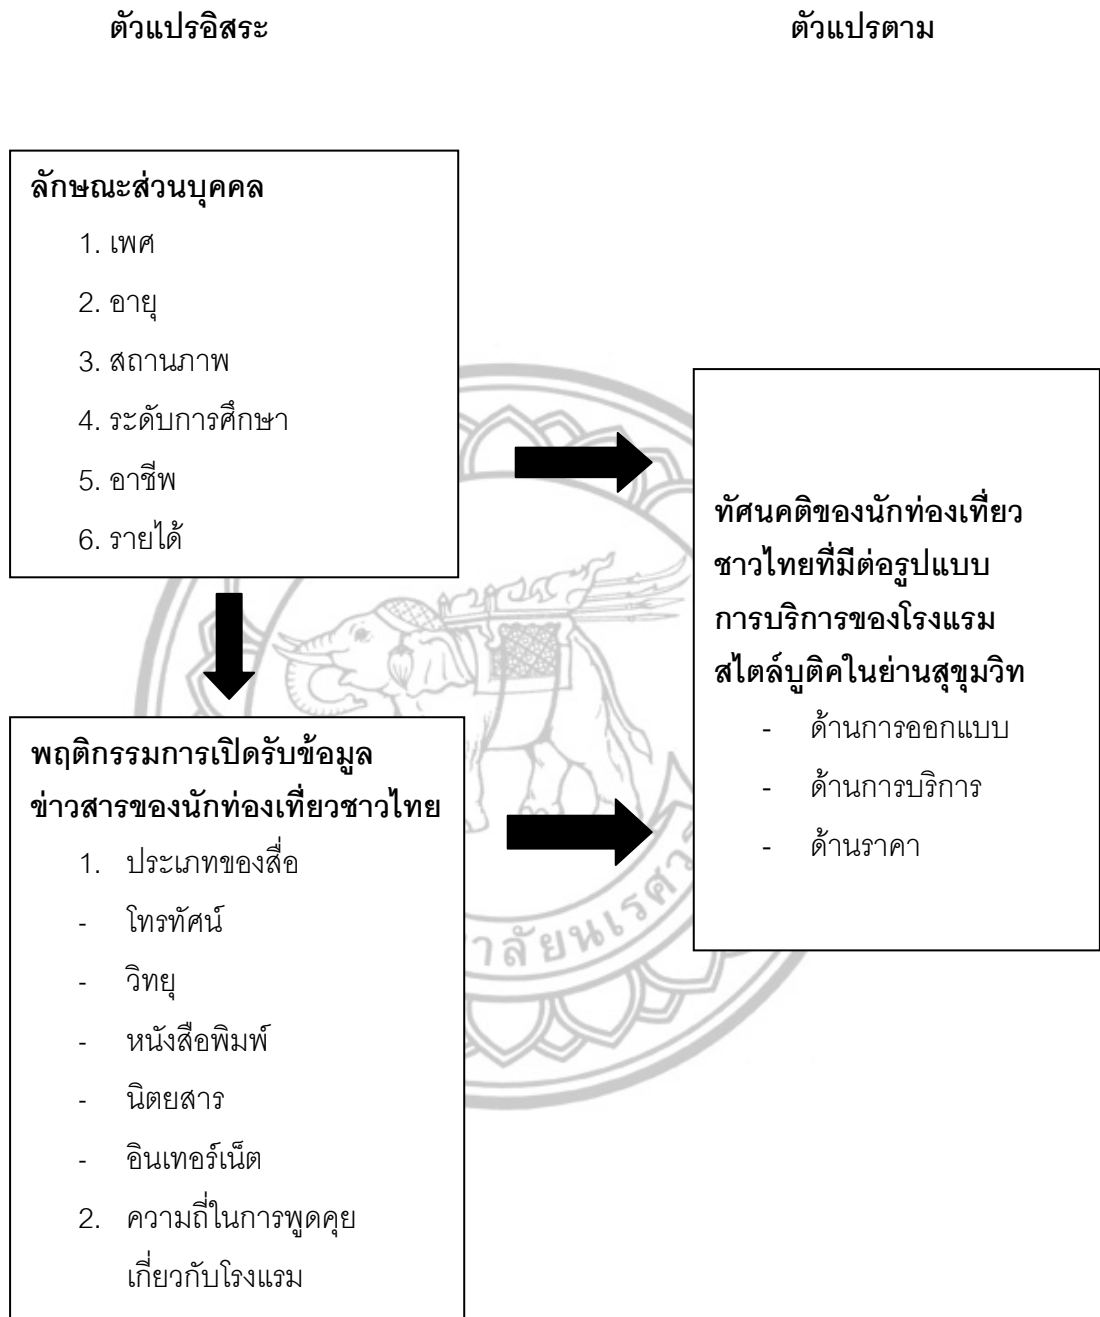 ตัวแปรอิสระ
ตัวแปรตาม
ลักษณะส่วนบุคคล
1. เพศ
2. อายุ
3. สถานภาพ
4. ระดับการศึกษา
5. อาชีพ
6. รายได้
พฤติกรรมการเปิดรับข้อมูล
ข่าวสารของนักท่องเที่ยวชาวไทย
1. ประเภทของสื่อ
- โทรทัศน์
- วิทยุ
- หนังสือพิมพ์
- นิตยสาร
- อินเทอร์เน็ต
2. ความถี่ในการพูดคุย
เกี่ยวกับโรงแรม
ทัศนคติของนักท่องเที่ยว
ชาวไทยที่มีต่อรูปแบบ
การบริการของโรงแรม
สไตล์บูติคในย่านสุขุมวิท
- ด้านการออกแบบ
- ด้านการบริการ
- ด้านราคา
าลัยนเรศว